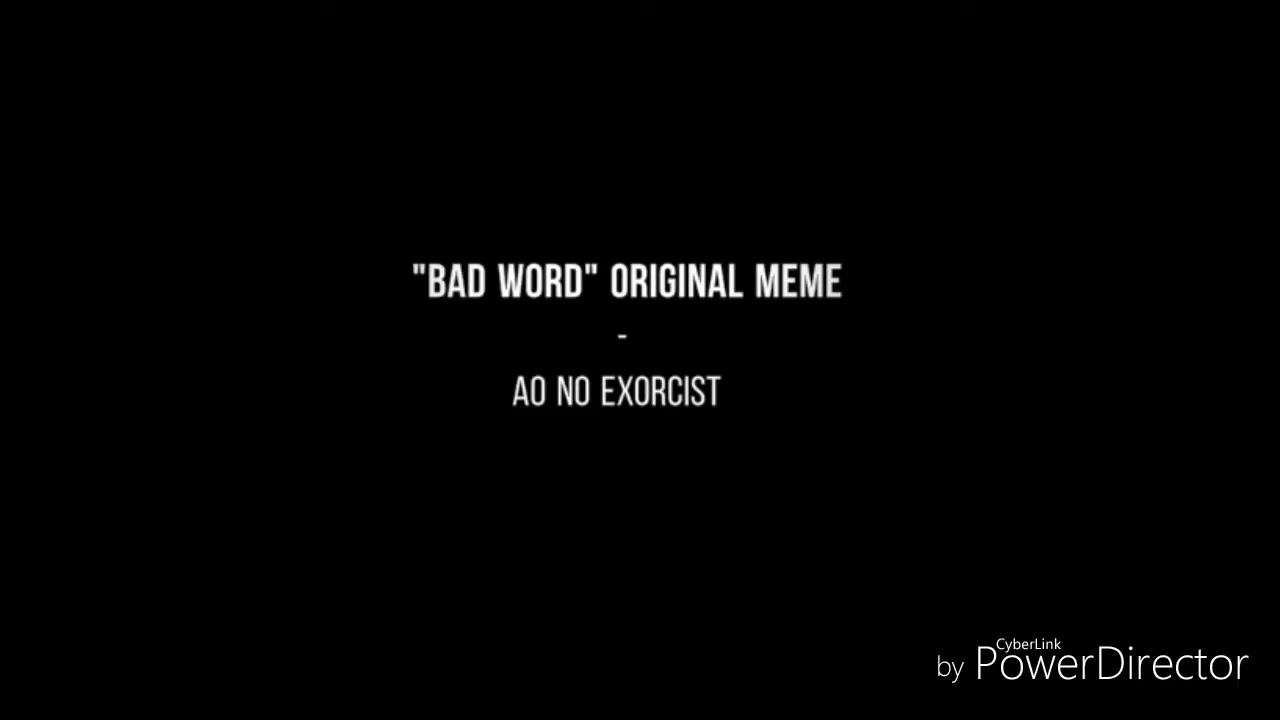 "BAD WORD" ORIGINAL MEME
-
AO NO EXORCIST
CyberLink
by PowerDirector